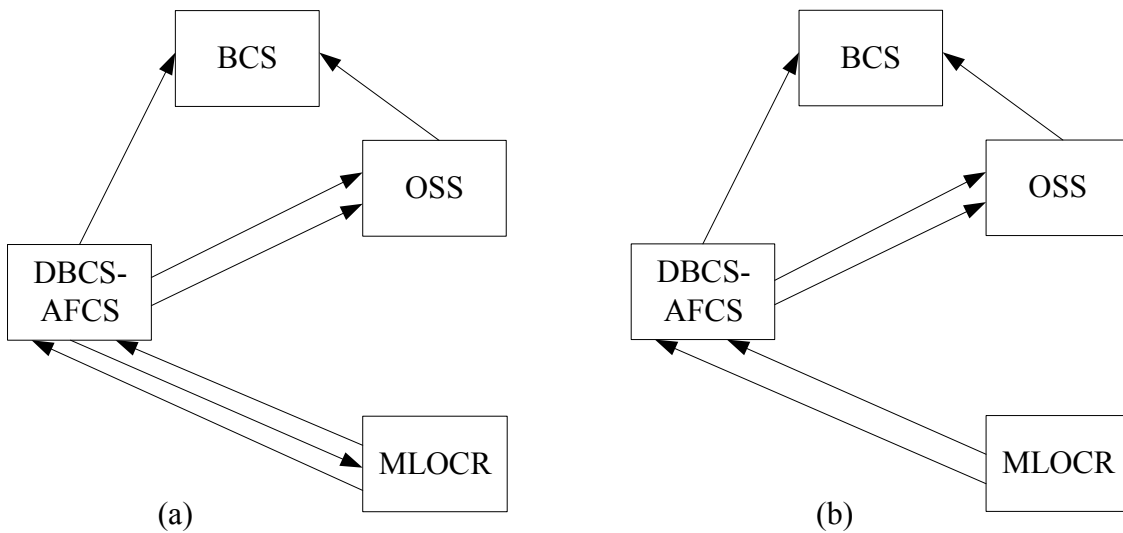 BCS
OSS
DBCS-
AFCS
MLOCR
(a)
BCS
OSS
DBCS-
AFCS
MLOCR
(b)